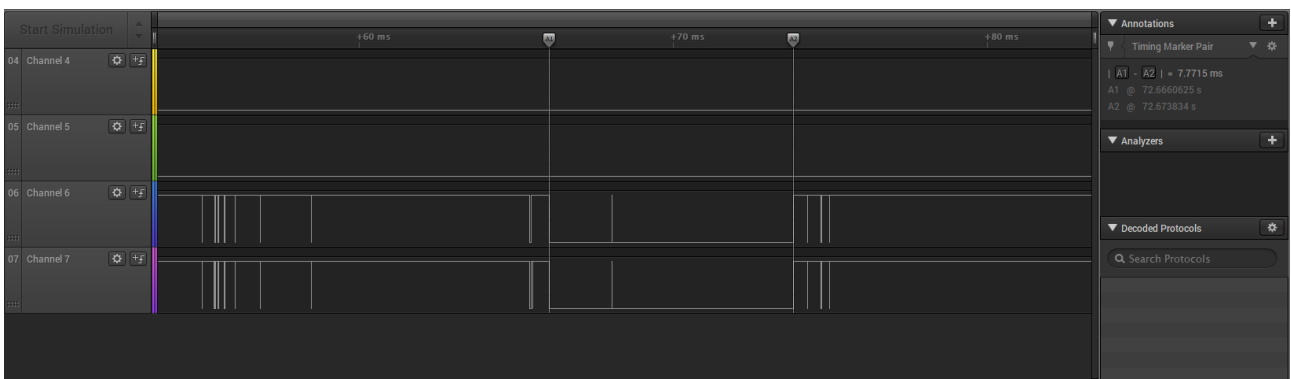 Start Simulation
+60 ms
A1
+70 ms
A2
+80 ms
04 Channel 4
05 Channel 5
06 Channel 6
07 Channel 7
Annotations
Timing Marker Pair
| A1 - A2 | = 7.7715 ms
A1 @ 72.6660625 s
A2 @ 72.673834 s
Analyzers
Decoded Protocols
Search Protocols